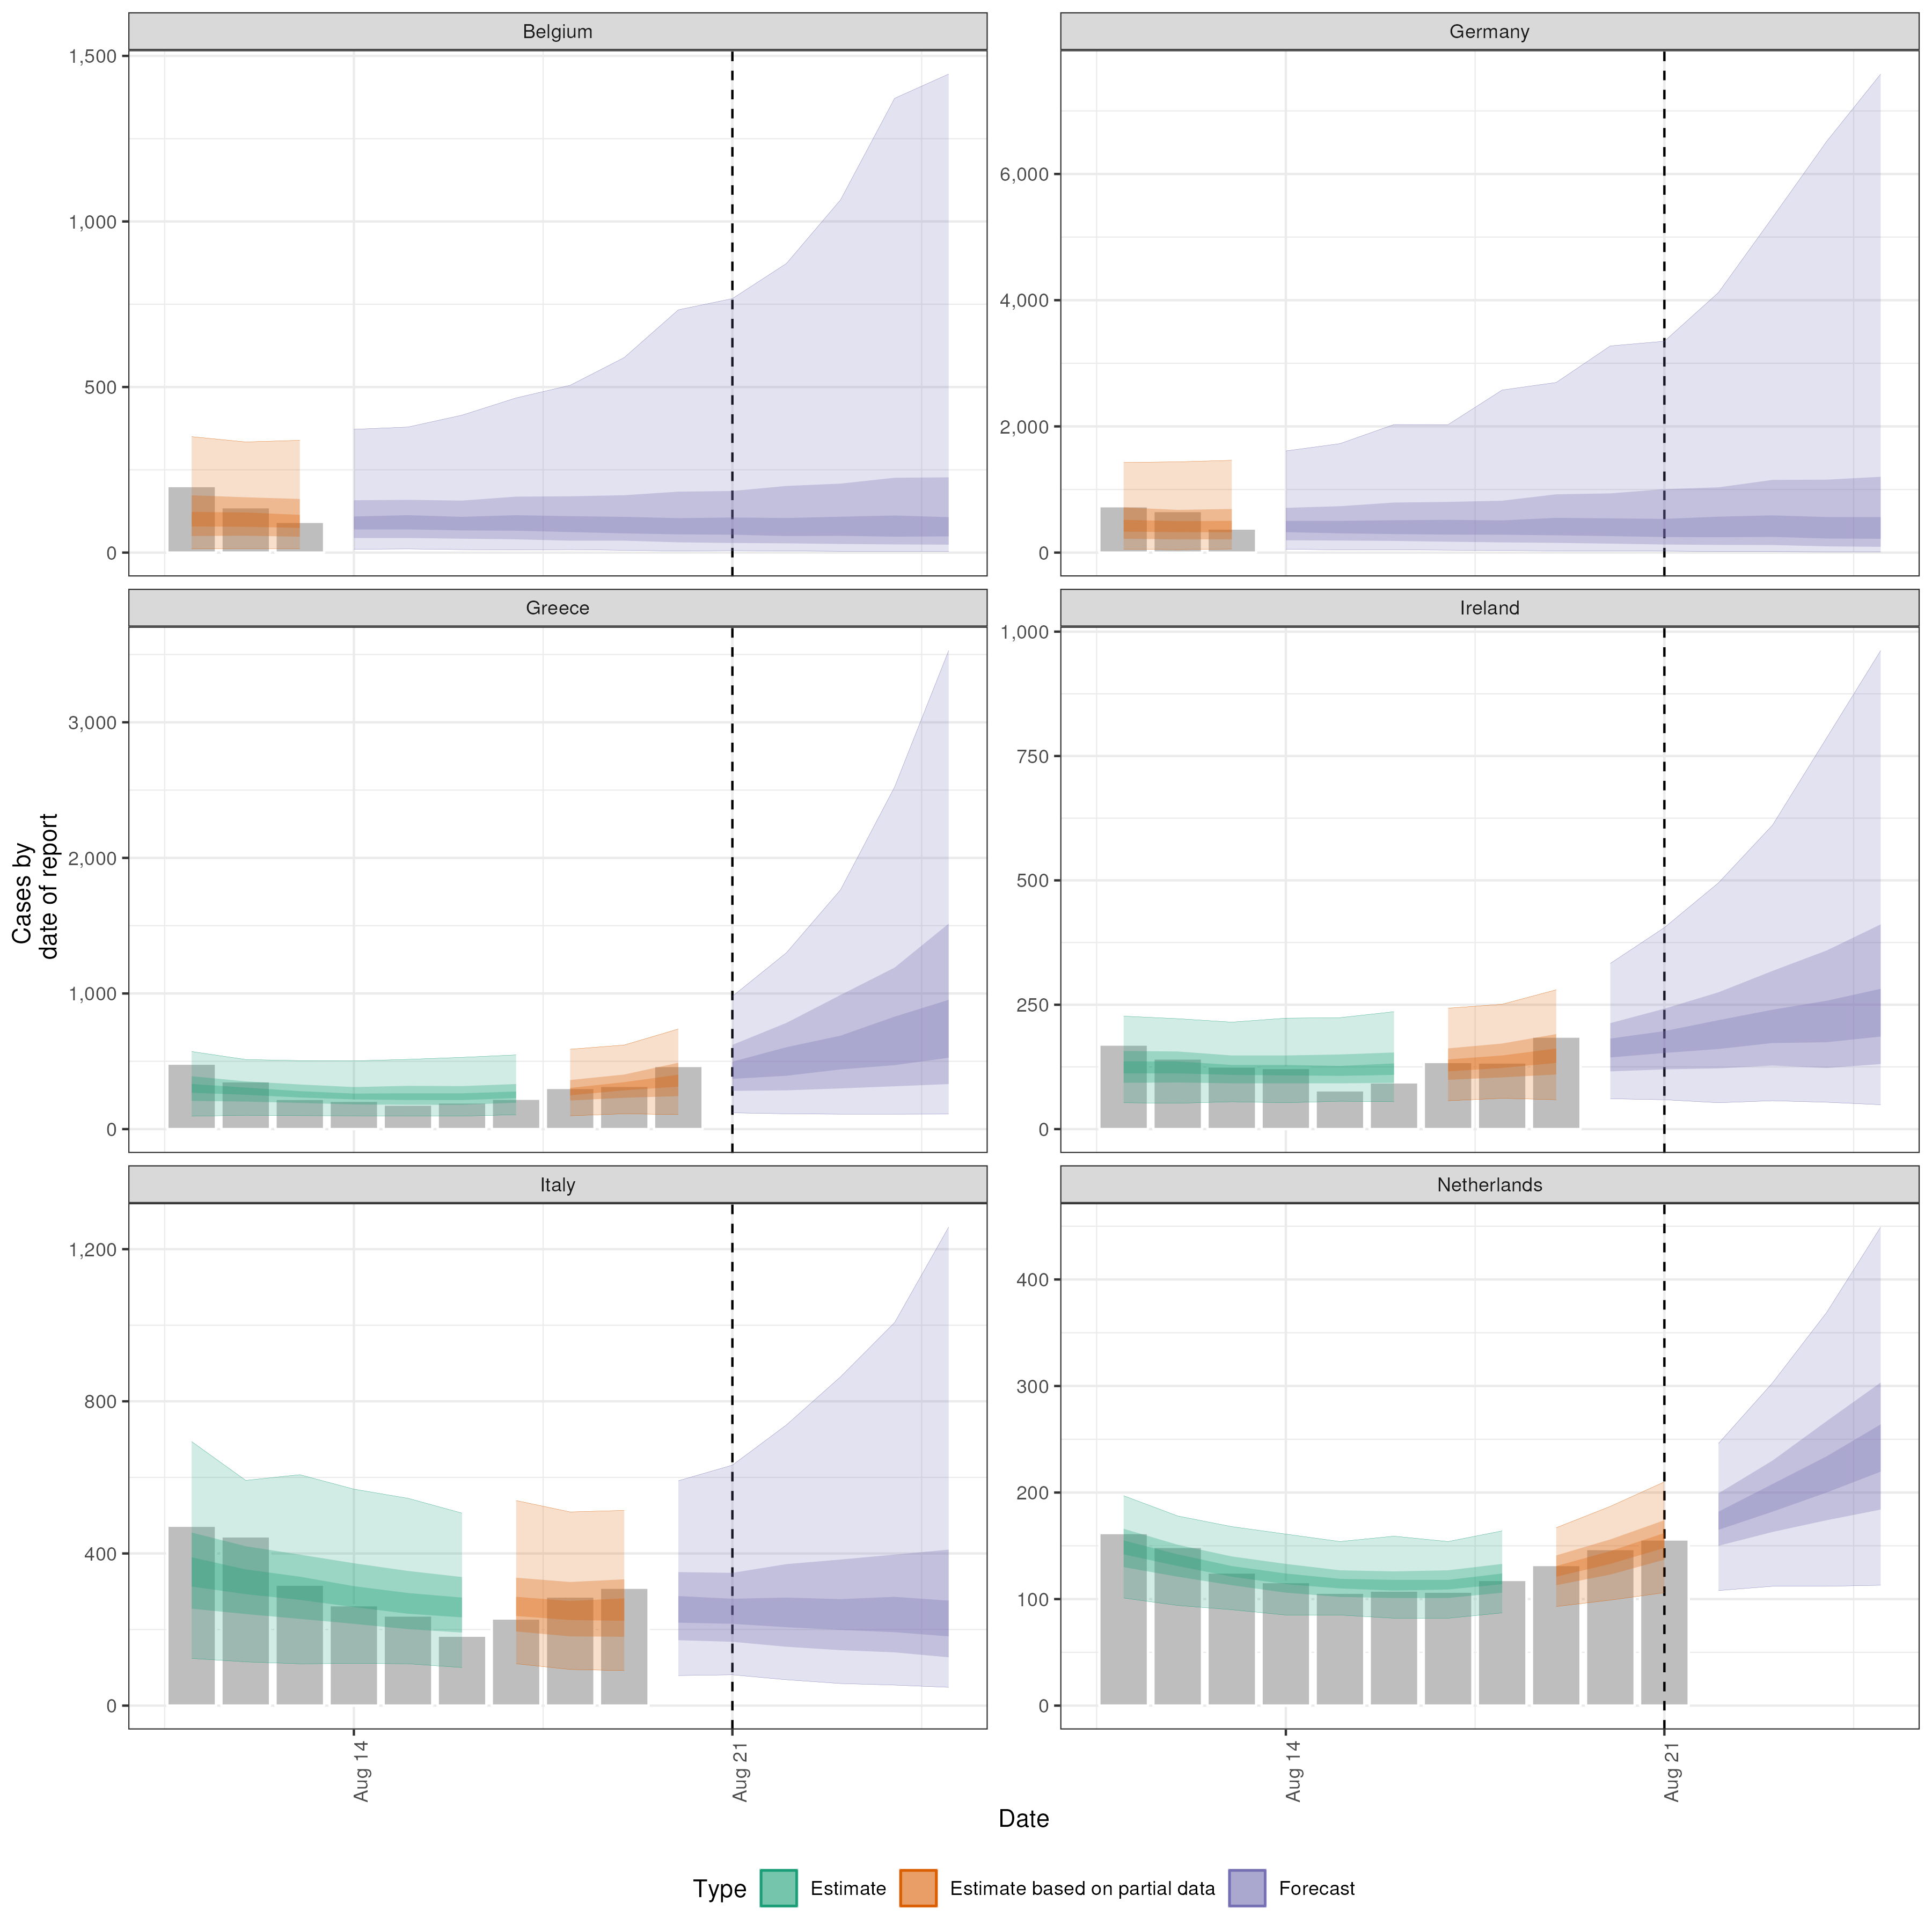 Belgium
Germany
1,500
1,000
500
0
6,000
4,000
2,000
0
Greece
Ireland
3,000
2,000
1,000
0
1,000
750
500
250
0
Cases by
date of report
Italy
Netherlands
1,200
800
400
0
400
300
200
100
0
Aug 14
Aug 21
Aug 14
Aug 21
Date
Type
Estimate
Estimate based on partial data
Forecast